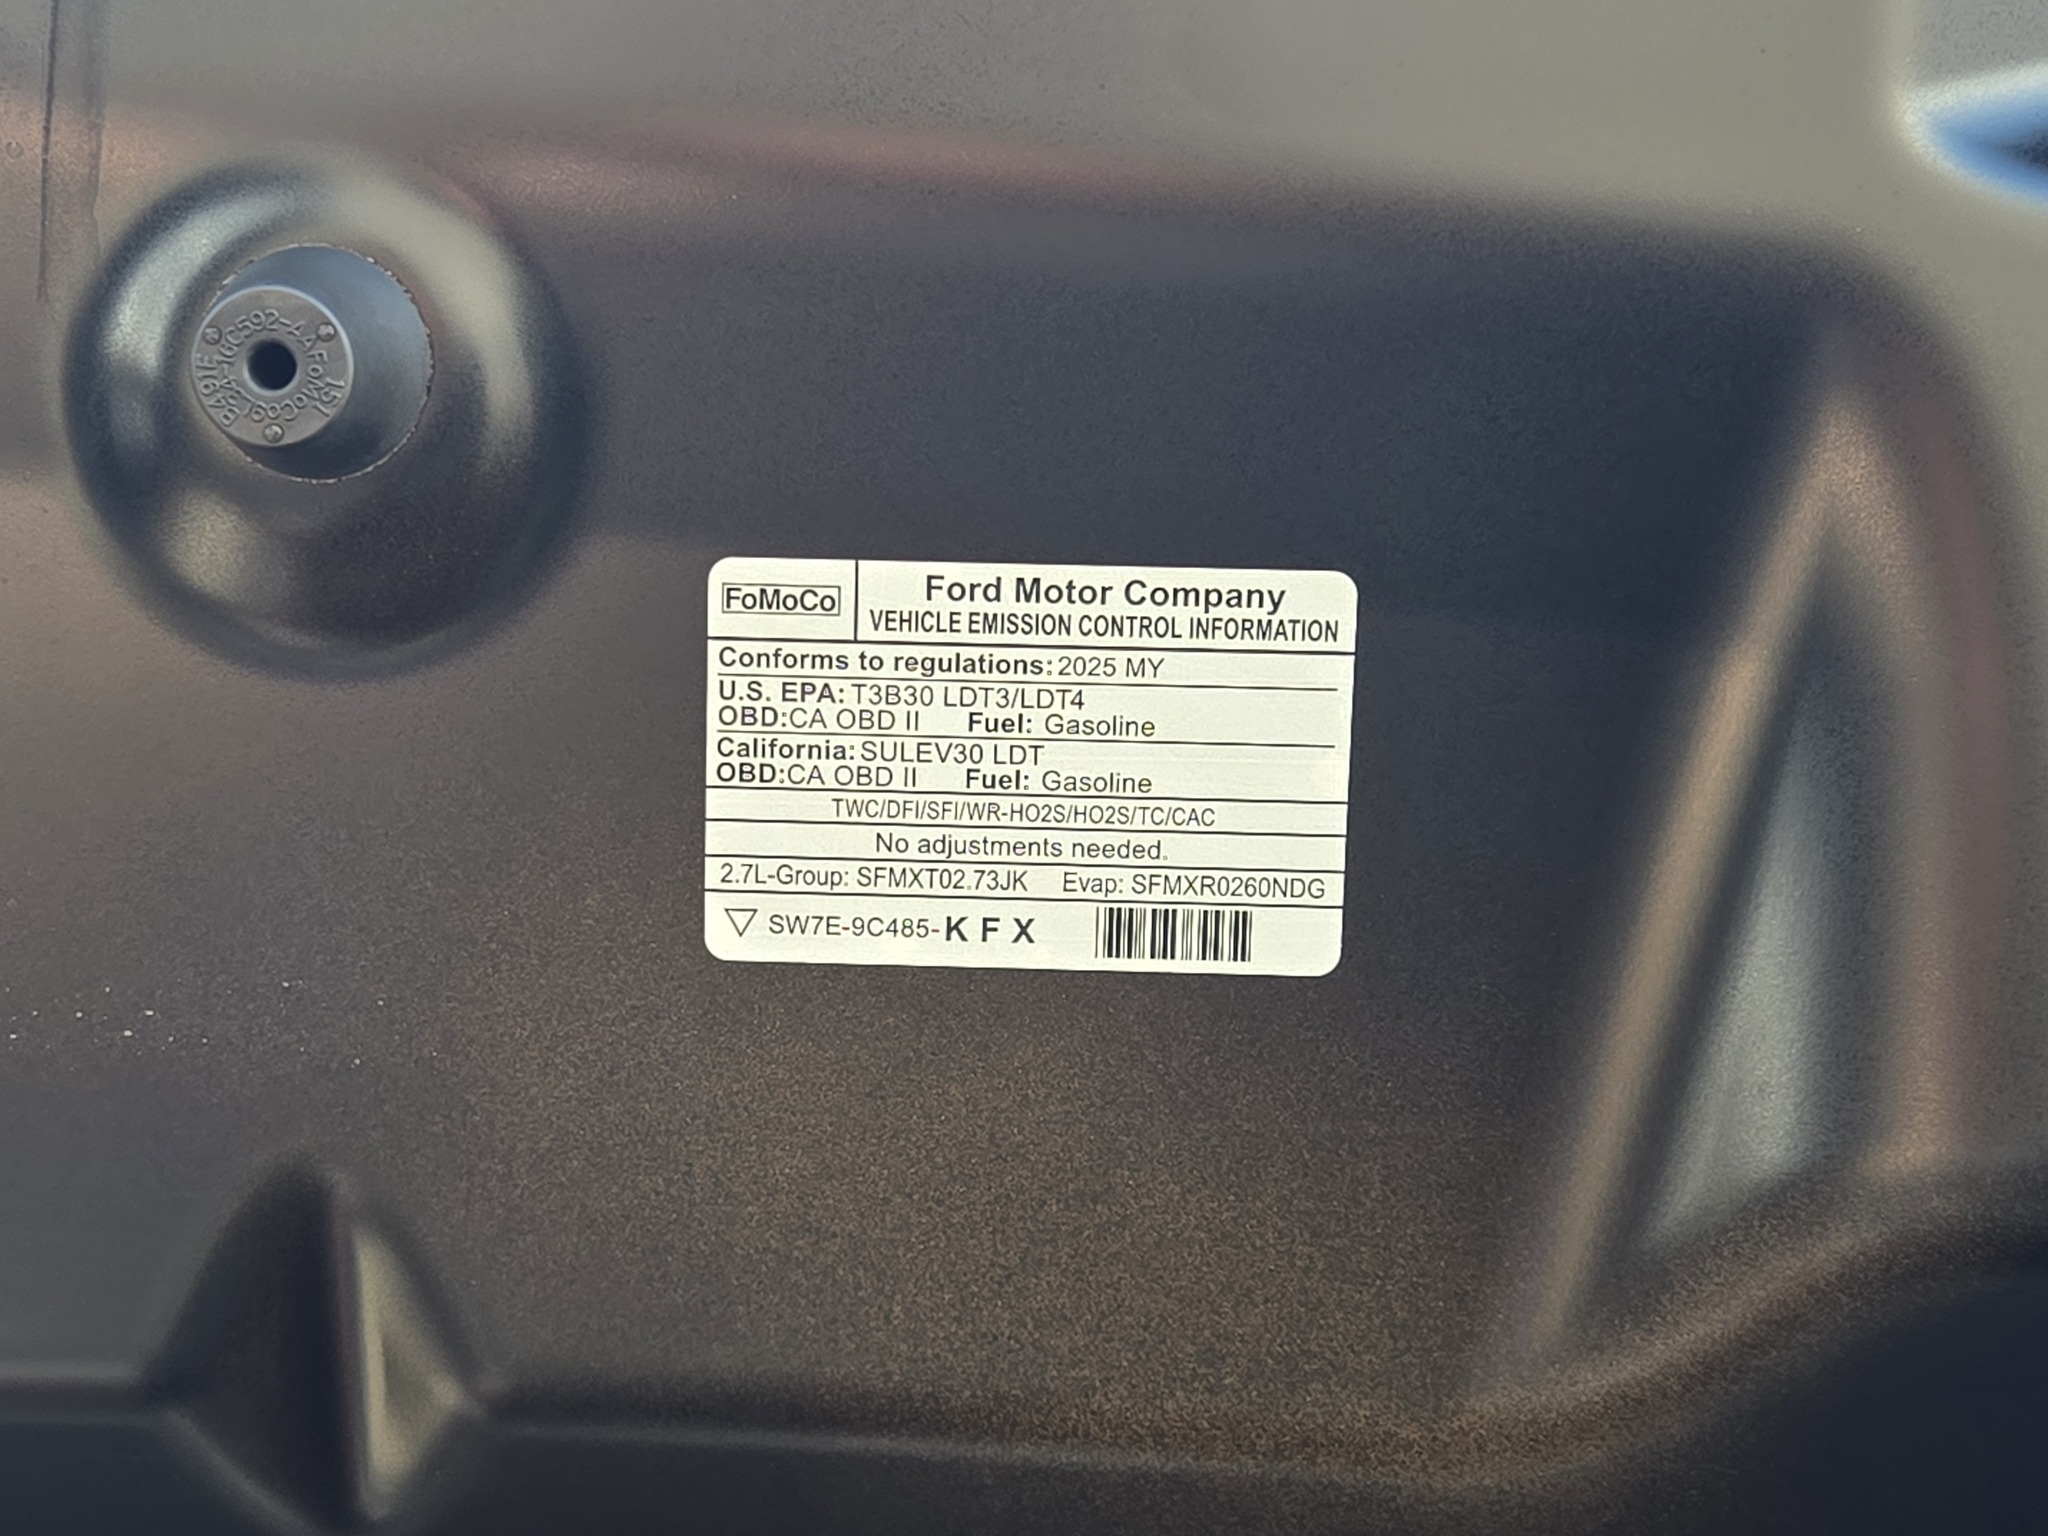 FoMoCo
Ford Motor Company
VEHICLE EMISSION CONTROL INFORMATION
Conforms to regulations: 2025 MY
U.S. EPA: T3B30 LDT3/LDT4
OBD: CA OBD II Fuel: Gasoline
California: SULEV30 LDT
OBD: CA OBD II Fuel: Gasoline
TWC/DFI/SFI/WR-HO2S/HO2S/TC/CAC
No adjustments needed.
2.7L-Group: SFMXT02.73JK Evap: SFMXR0260NDG
SW7E-9C485-K F X
FoMoCo
151